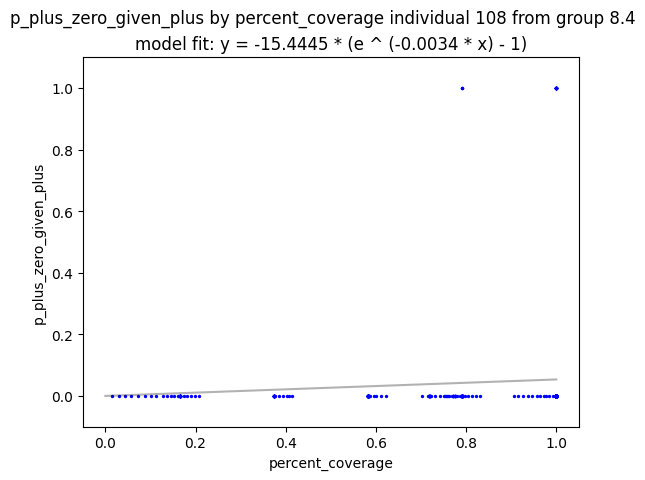 p_plus_zero_given_plus by percent_coverage individual 108 from group 8.4
model fit: y = -15.4445 * (e ^ (-0.0034 * x) - 1)
1.0
0.8
0.6
0.4
0.2
0.0
p_plus_zero_given_plus
0.0 0.2 0.4 0.6 0.8 1.0
percent_coverage